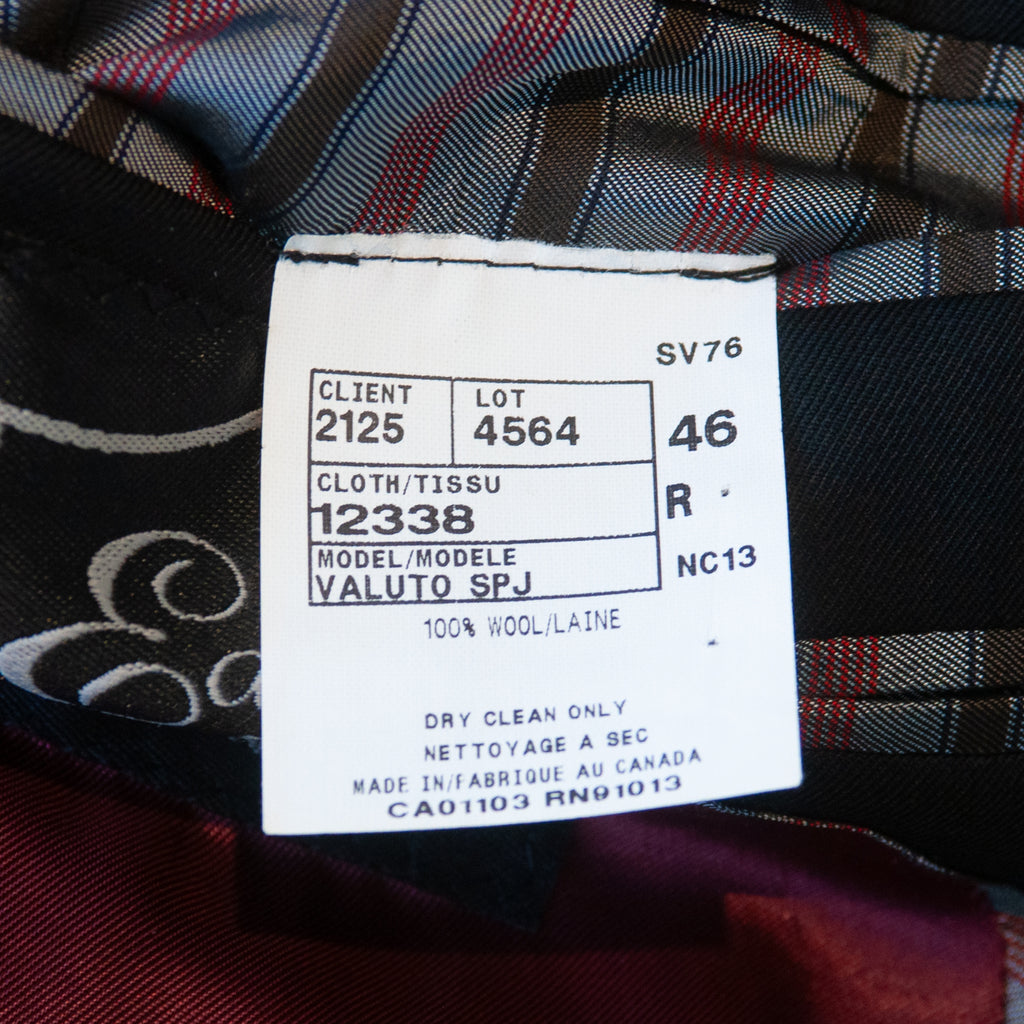 SV76
CLIENT LOT
2125 4564 46
CLOTH/TISSU
12338 R
MODEL/MODELE
VALUTO SPJ NC13
100% WOOL/LAINE
DRY CLEAN ONLY
NETTOYAGE A SEC
MADE IN/FABRIQUE AU CANADA
CA01103 RN91013